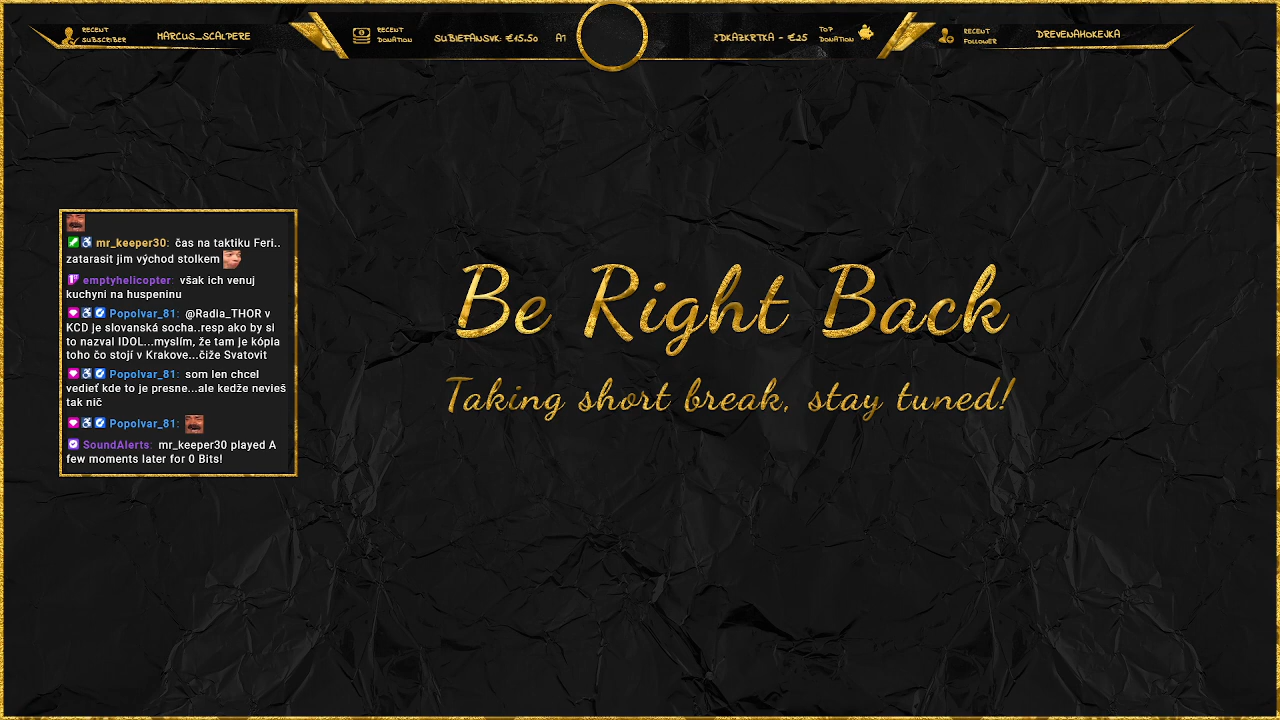 RECENT SUBSCRIBER
MARCUS_SCALPERE
RECENT DONATION
SUBIEFANSVK: €15.50
TOP DONATION
- €25
RECENT FOLLOWER
DREVENAHOKEJKA
mr_keeper30: čas na taktiku Feri..
zatarasit jim východ stolkem
emptyhelicopter: však ich venuj
kuchyni na huspeninu
Popolvar_81: @Radia_THOR v
KCD je slovanská socha..resp ako by si
to nazval IDOL...myslím, že tam je kópia
toho čo stojí v Krakove...čiže Svatovit
Popolvar_81: som len chcel
vedieť kde to je presne...ale kedže nevieš
tak nič
Popolvar_81:
SoundAlerts: mr_keeper30 played A
few moments later for 0 Bits!
Be Right Back
Taking short break, stay tuned!